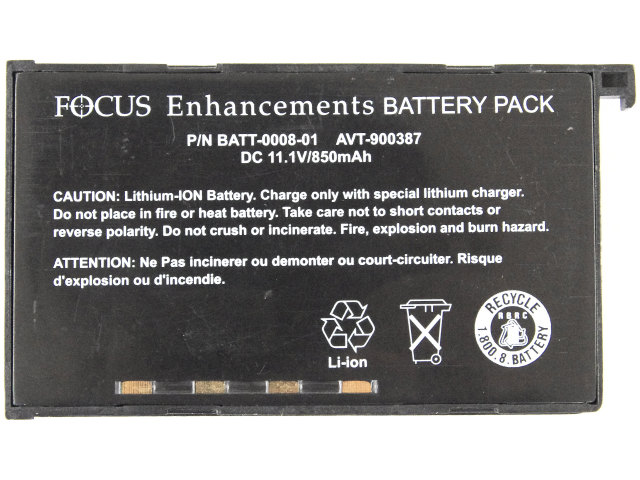 FOCUS Enhancements BATTERY PACK
P/N BATT-0008-01 AVT-900387
DC 11.1V/850mAh
CAUTION: Lithium-ION Battery. Charge only with special lithium charger.
Do not place in fire or heat battery. Take care not to short contacts or
reverse polarity. Do not crush or incinerate. Fire, explosion and burn hazard.
ATTENTION: Ne Pas incinerer ou demonter ou court-circuiter. Risque
d'explosion ou d'incendie.
Li-ion
RECYCLE
RBRC
1.800.8.BATTERY